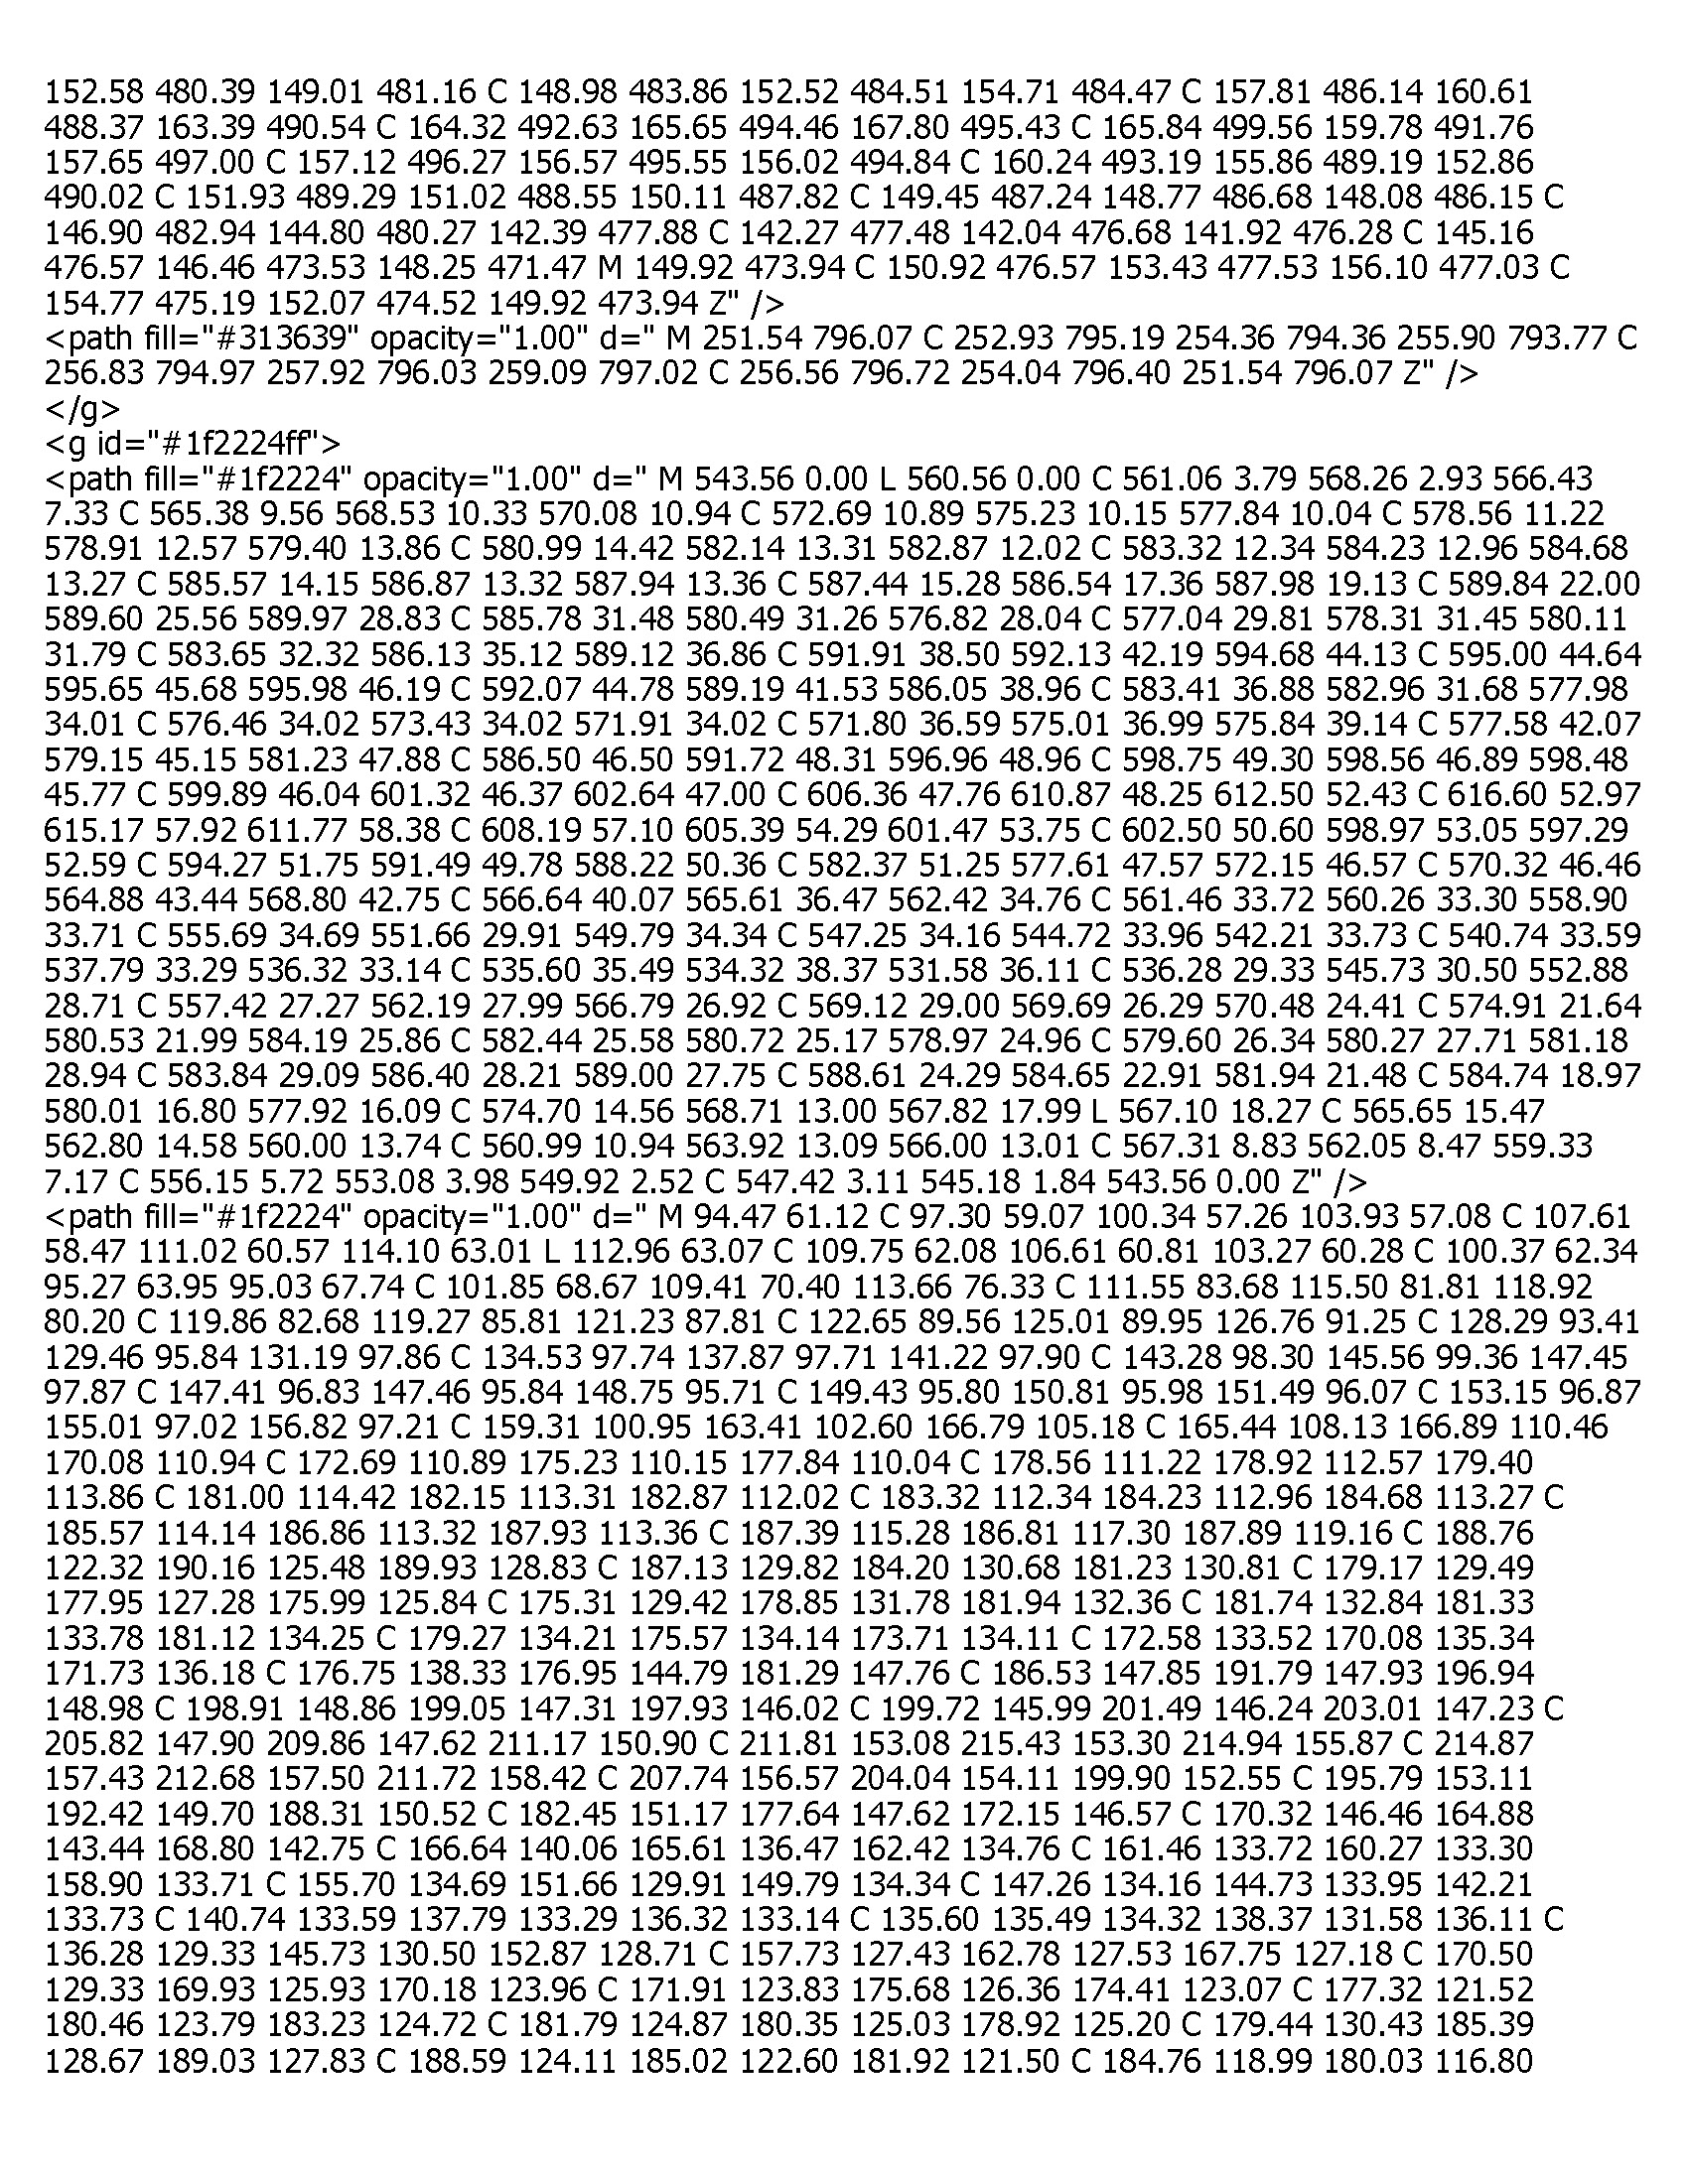 152.58 480.39 149.01 481.16 C 148.98 483.86 152.52 484.51 154.71 484.47 C 157.81 486.14 160.61
488.37 163.39 490.54 C 164.32 492.63 165.65 494.46 167.80 495.43 C 165.84 499.56 159.78 491.76
157.65 497.00 C 157.12 496.27 156.57 495.55 156.02 494.84 C 160.24 493.19 155.86 489.19 152.86
490.02 C 151.93 489.29 151.02 488.55 150.11 487.82 C 149.45 487.24 148.77 486.68 148.08 486.15 C
146.90 482.94 144.80 480.27 142.39 477.88 C 142.27 477.48 142.04 476.68 141.92 476.28 C 145.16
476.57 146.46 473.53 148.25 471.47 M 149.92 473.94 C 150.92 476.57 153.43 477.53 156.10 477.03 C
154.77 475.19 152.07 474.52 149.92 473.94 Z" />
<path fill="#313639" opacity="1.00" d=" M 251.54 796.07 C 252.93 795.19 254.36 794.36 255.90 793.77 C
256.83 794.97 257.92 796.03 259.09 797.02 C 256.56 796.72 254.04 796.40 251.54 796.07 Z" />
</g>
<g id="#1f2224ff">
<path fill="#1f2224" opacity="1.00" d=" M 543.56 0.00 L 560.56 0.00 C 561.06 3.79 568.26 2.93 566.43
7.33 C 565.38 9.56 568.53 10.33 570.08 10.94 C 572.69 10.89 575.23 10.15 577.84 10.04 C 578.56 11.22
578.91 12.57 579.40 13.86 C 580.99 14.42 582.14 13.31 582.87 12.02 C 583.32 12.34 584.23 12.96 584.68
13.27 C 585.57 14.15 586.87 13.32 587.94 13.36 C 587.44 15.28 586.54 17.36 587.98 19.13 C 589.84 22.00
589.60 25.56 589.97 28.83 C 585.78 31.48 580.49 31.26 576.82 28.04 C 577.04 29.81 578.31 31.45 580.11
31.79 C 583.65 32.32 586.13 35.12 589.12 36.86 C 591.91 38.50 592.13 42.19 594.68 44.13 C 595.00 44.64
595.65 45.68 595.98 46.19 C 592.07 44.78 589.19 41.53 586.05 38.96 C 583.41 36.88 582.96 31.68 577.98
34.01 C 576.46 34.02 573.43 34.02 571.91 34.02 C 571.80 36.59 575.01 36.99 575.84 39.14 C 577.58 42.07
579.15 45.15 581.23 47.88 C 586.50 46.50 591.72 48.31 596.96 48.96 C 598.75 49.30 598.56 46.89 598.48
45.77 C 599.89 46.04 601.32 46.37 602.64 47.00 C 606.36 47.76 610.87 48.25 612.50 52.43 C 616.60 52.97
615.17 57.92 611.77 58.38 C 608.19 57.10 605.39 54.29 601.47 53.75 C 602.50 50.60 598.97 53.05 597.29
52.59 C 594.27 51.75 591.49 49.78 588.22 50.36 C 582.37 51.25 577.61 47.57 572.15 46.57 C 570.32 46.46
564.88 43.44 568.80 42.75 C 566.64 40.07 565.61 36.47 562.42 34.76 C 561.46 33.72 560.26 33.30 558.90
33.71 C 555.69 34.69 551.66 29.91 549.79 34.34 C 547.25 34.16 544.72 33.96 542.21 33.73 C 540.74 33.59
537.79 33.29 536.32 33.14 C 535.60 35.49 534.32 38.37 531.58 36.11 C 536.28 29.33 545.73 30.50 552.88
28.71 C 557.42 27.27 562.19 27.99 566.79 26.92 C 569.12 29.00 569.69 26.29 570.48 24.41 C 574.91 21.64
580.53 21.99 584.19 25.86 C 582.44 25.58 580.72 25.17 578.97 24.96 C 579.60 26.34 580.27 27.71 581.18
28.94 C 583.84 29.09 586.40 28.21 589.00 27.75 C 588.61 24.29 584.65 22.91 581.94 21.48 C 584.74 18.97
580.01 16.80 577.92 16.09 C 574.70 14.56 568.71 13.00 567.82 17.99 L 567.10 18.27 C 565.65 15.47
562.80 14.58 560.00 13.74 C 560.99 10.94 563.92 13.09 566.00 13.01 C 567.31 8.83 562.05 8.47 559.33
7.17 C 556.15 5.72 553.08 3.98 549.92 2.52 C 547.42 3.11 545.18 1.84 543.56 0.00 Z" />
<path fill="#1f2224" opacity="1.00" d=" M 94.47 61.12 C 97.30 59.07 100.34 57.26 103.93 57.08 C 107.61
58.47 111.02 60.57 114.10 63.01 L 112.96 63.07 C 109.75 62.08 106.61 60.81 103.27 60.28 C 100.37 62.34
95.27 63.95 95.03 67.74 C 101.85 68.67 109.41 70.40 113.66 76.33 C 111.55 83.68 115.50 81.81 118.92
80.20 C 119.86 82.68 119.27 85.81 121.23 87.81 C 122.65 89.56 125.01 89.95 126.76 91.25 C 128.29 93.41
129.46 95.84 131.19 97.86 C 134.53 97.74 137.87 97.71 141.22 97.90 C 143.28 98.30 145.56 99.36 147.45
97.87 C 147.41 96.83 147.46 95.84 148.75 95.71 C 149.43 95.80 150.81 95.98 151.49 96.07 C 153.15 96.87
155.01 97.02 156.82 97.21 C 159.31 100.95 163.41 102.60 166.79 105.18 C 165.44 108.13 166.89 110.46
170.08 110.94 C 172.69 110.89 175.23 110.15 177.84 110.04 C 178.56 111.22 178.92 112.57 179.40
113.86 C 181.00 114.42 182.15 113.31 182.87 112.02 C 183.32 112.34 184.23 112.96 184.68 113.27 C
185.57 114.14 186.86 113.32 187.93 113.36 C 187.39 115.28 186.81 117.30 187.89 119.16 C 188.76
122.32 190.16 125.48 189.93 128.83 C 187.13 129.82 184.20 130.68 181.23 130.81 C 179.17 129.49
177.95 127.28 175.99 125.84 C 175.31 129.42 178.85 131.78 181.94 132.36 C 181.74 132.84 181.33
133.78 181.12 134.25 C 179.27 134.21 175.57 134.14 173.71 134.11 C 172.58 133.52 170.08 135.34
171.73 136.18 C 176.75 138.33 176.95 144.79 181.29 147.76 C 186.53 147.85 191.79 147.93 196.94
148.98 C 198.91 148.86 199.05 147.31 197.93 146.02 C 199.72 145.99 201.49 146.24 203.01 147.23 C
205.82 147.90 209.86 147.62 211.17 150.90 C 211.81 153.08 215.43 153.30 214.94 155.87 C 214.87
157.43 212.68 157.50 211.72 158.42 C 207.74 156.57 204.04 154.11 199.90 152.55 C 195.79 153.11
192.42 149.70 188.31 150.52 C 182.45 151.17 177.64 147.62 172.15 146.57 C 170.32 146.46 164.88
143.44 168.80 142.75 C 166.64 140.06 165.61 136.47 162.42 134.76 C 161.46 133.72 160.27 133.30
158.90 133.71 C 155.70 134.69 151.66 129.91 149.79 134.34 C 147.26 134.16 144.73 133.95 142.21
133.73 C 140.74 133.59 137.79 133.29 136.32 133.14 C 135.60 135.49 134.32 138.37 131.58 136.11 C
136.28 129.33 145.73 130.50 152.87 128.71 C 157.73 127.43 162.78 127.53 167.75 127.18 C 170.50
129.33 169.93 125.93 170.18 123.96 C 171.91 123.83 175.68 126.36 174.41 123.07 C 177.32 121.52
180.46 123.79 183.23 124.72 C 181.79 124.87 180.35 125.03 178.92 125.20 C 179.44 130.43 185.39
128.67 189.03 127.83 C 188.59 124.11 185.02 122.60 181.92 121.50 C 184.76 118.99 180.03 116.80